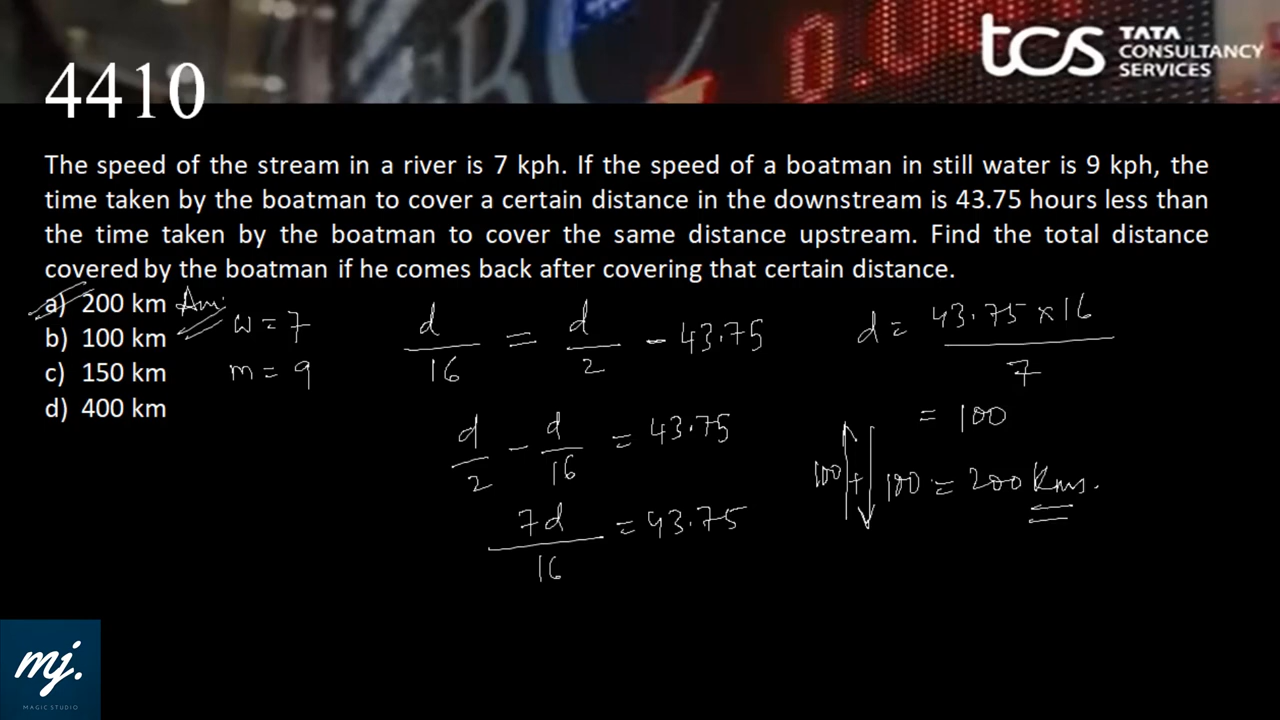 tcs TATA
CONSULTANCY
SERVICES
4410
The speed of the stream in a river is 7 kph. If the speed of a boatman in still water is 9 kph, the
time taken by the boatman to cover a certain distance in the downstream is 43.75 hours less than
the time taken by the boatman to cover the same distance upstream. Find the total distance
covered by the boatman if he comes back after covering that certain distance.
a) 200 km Ans:
b) 100 km
c) 150 km
d) 400 km
w = 7
m = 9
d/16 = d/2 - 43.75
d/2 - d/16 = 43.75
7d/16 = 43.75
d = 43.75 × 16/7
= 100
100 + 100 = 200 Kms.
mj.
MAGIC STUDIO